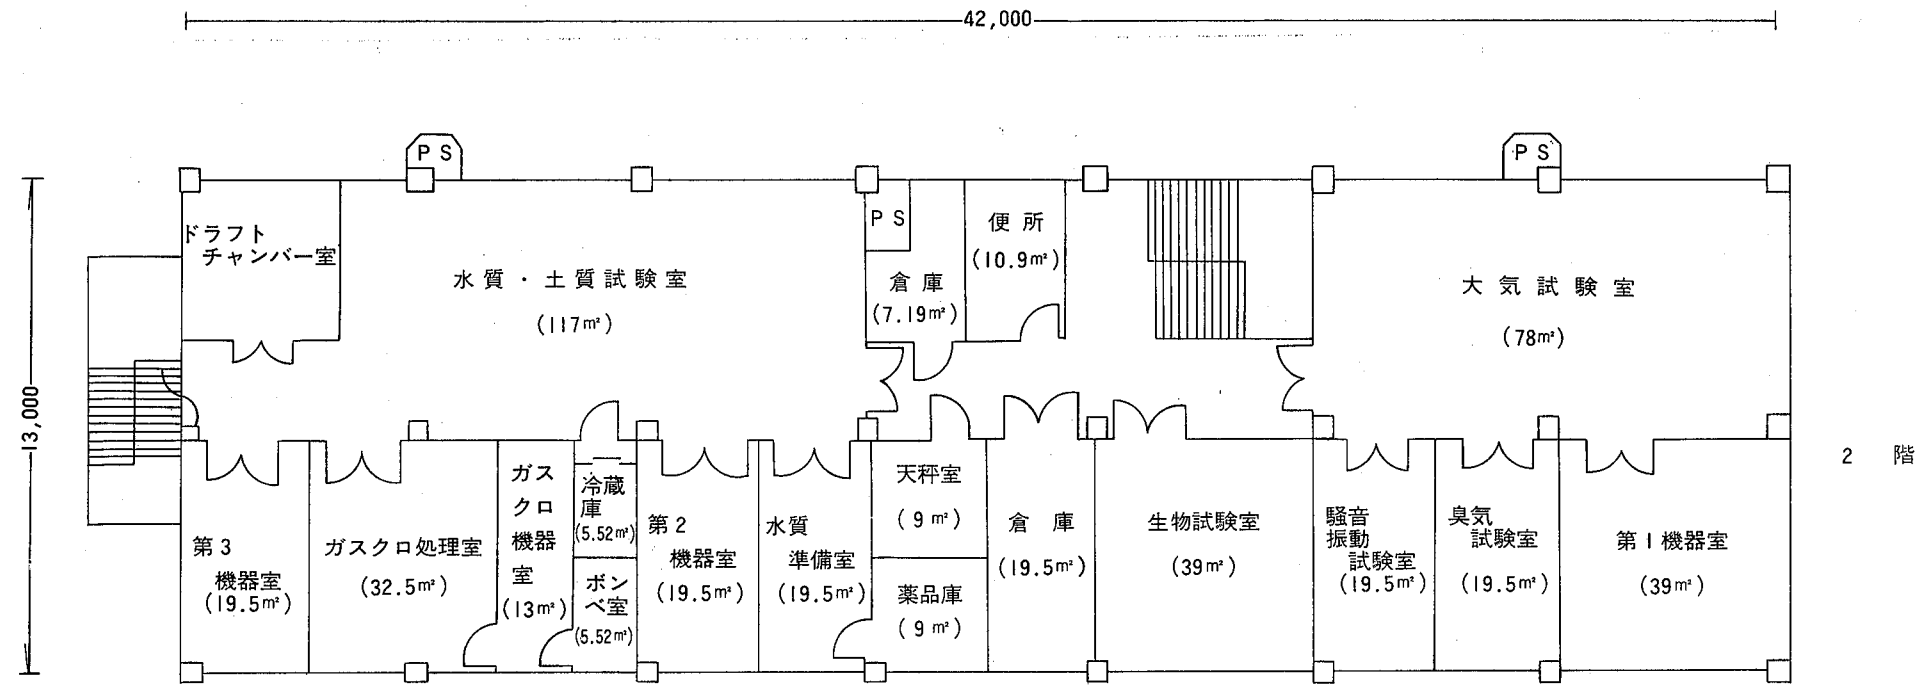 42,000
13,000
PS
PS
ドラフト
チャンバー室
水質・土質試験室
(117㎡)
PS
倉庫
(7.19㎡)
便所
(10.9㎡)
大気試験室
(78㎡)
2階
第3
機器室
(19.5㎡)
ガスクロ処理室
(32.5㎡)
ガス
クロ
機器
室
(13㎡)
冷蔵
庫
(5.52㎡)
ボン
ベ室
(5.52㎡)
第2
機器室
(19.5㎡)
水質
準備室
(19.5㎡)
天秤室
(9㎡)
薬品庫
(9㎡)
倉庫
(19.5㎡)
生物試験室
(39㎡)
騒音
振動
試験室
(19.5㎡)
臭気
試験室
(19.5㎡)
第1機器室
(39㎡)